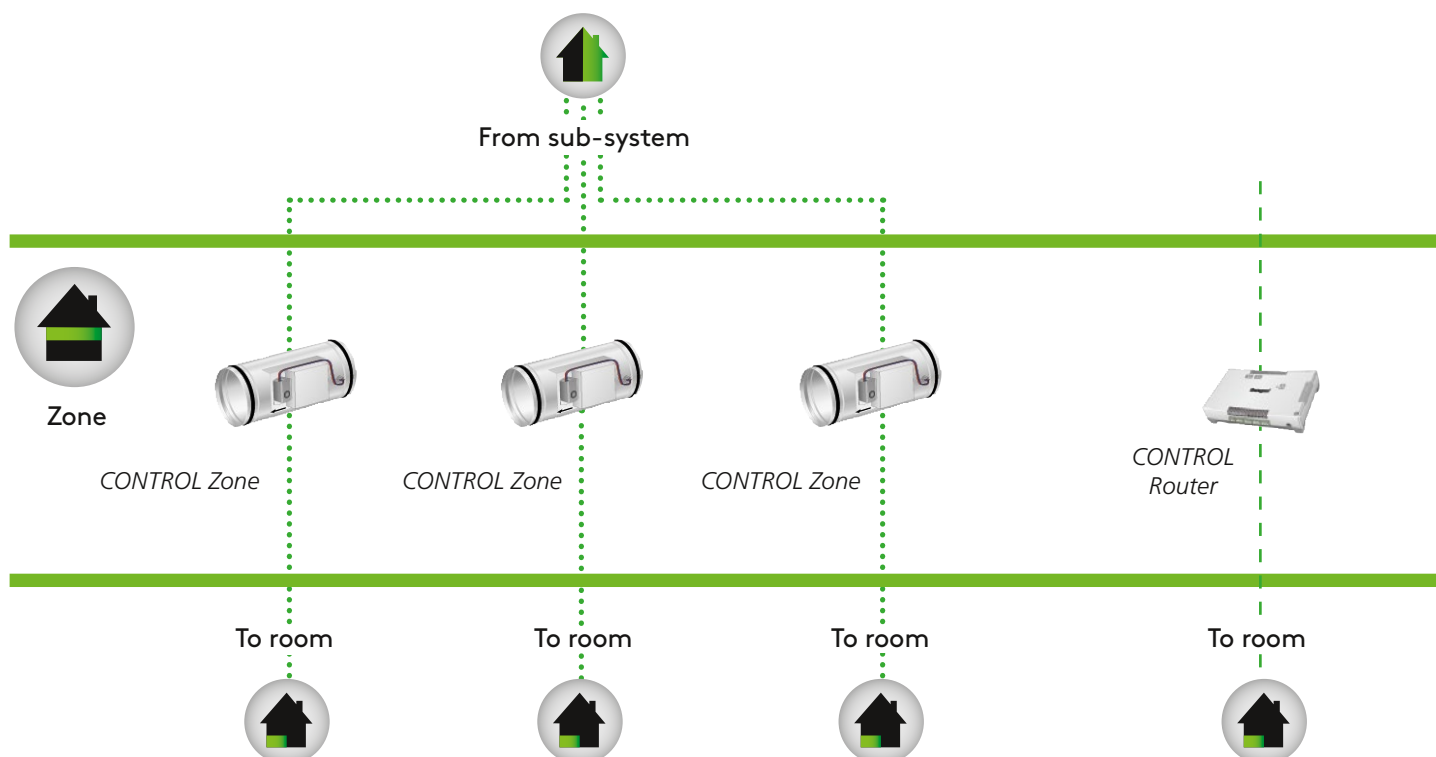 From sub-system
Zone
CONTROL Zone
CONTROL Zone
CONTROL Zone
CONTROL
Router
To room
To room
To room
To room